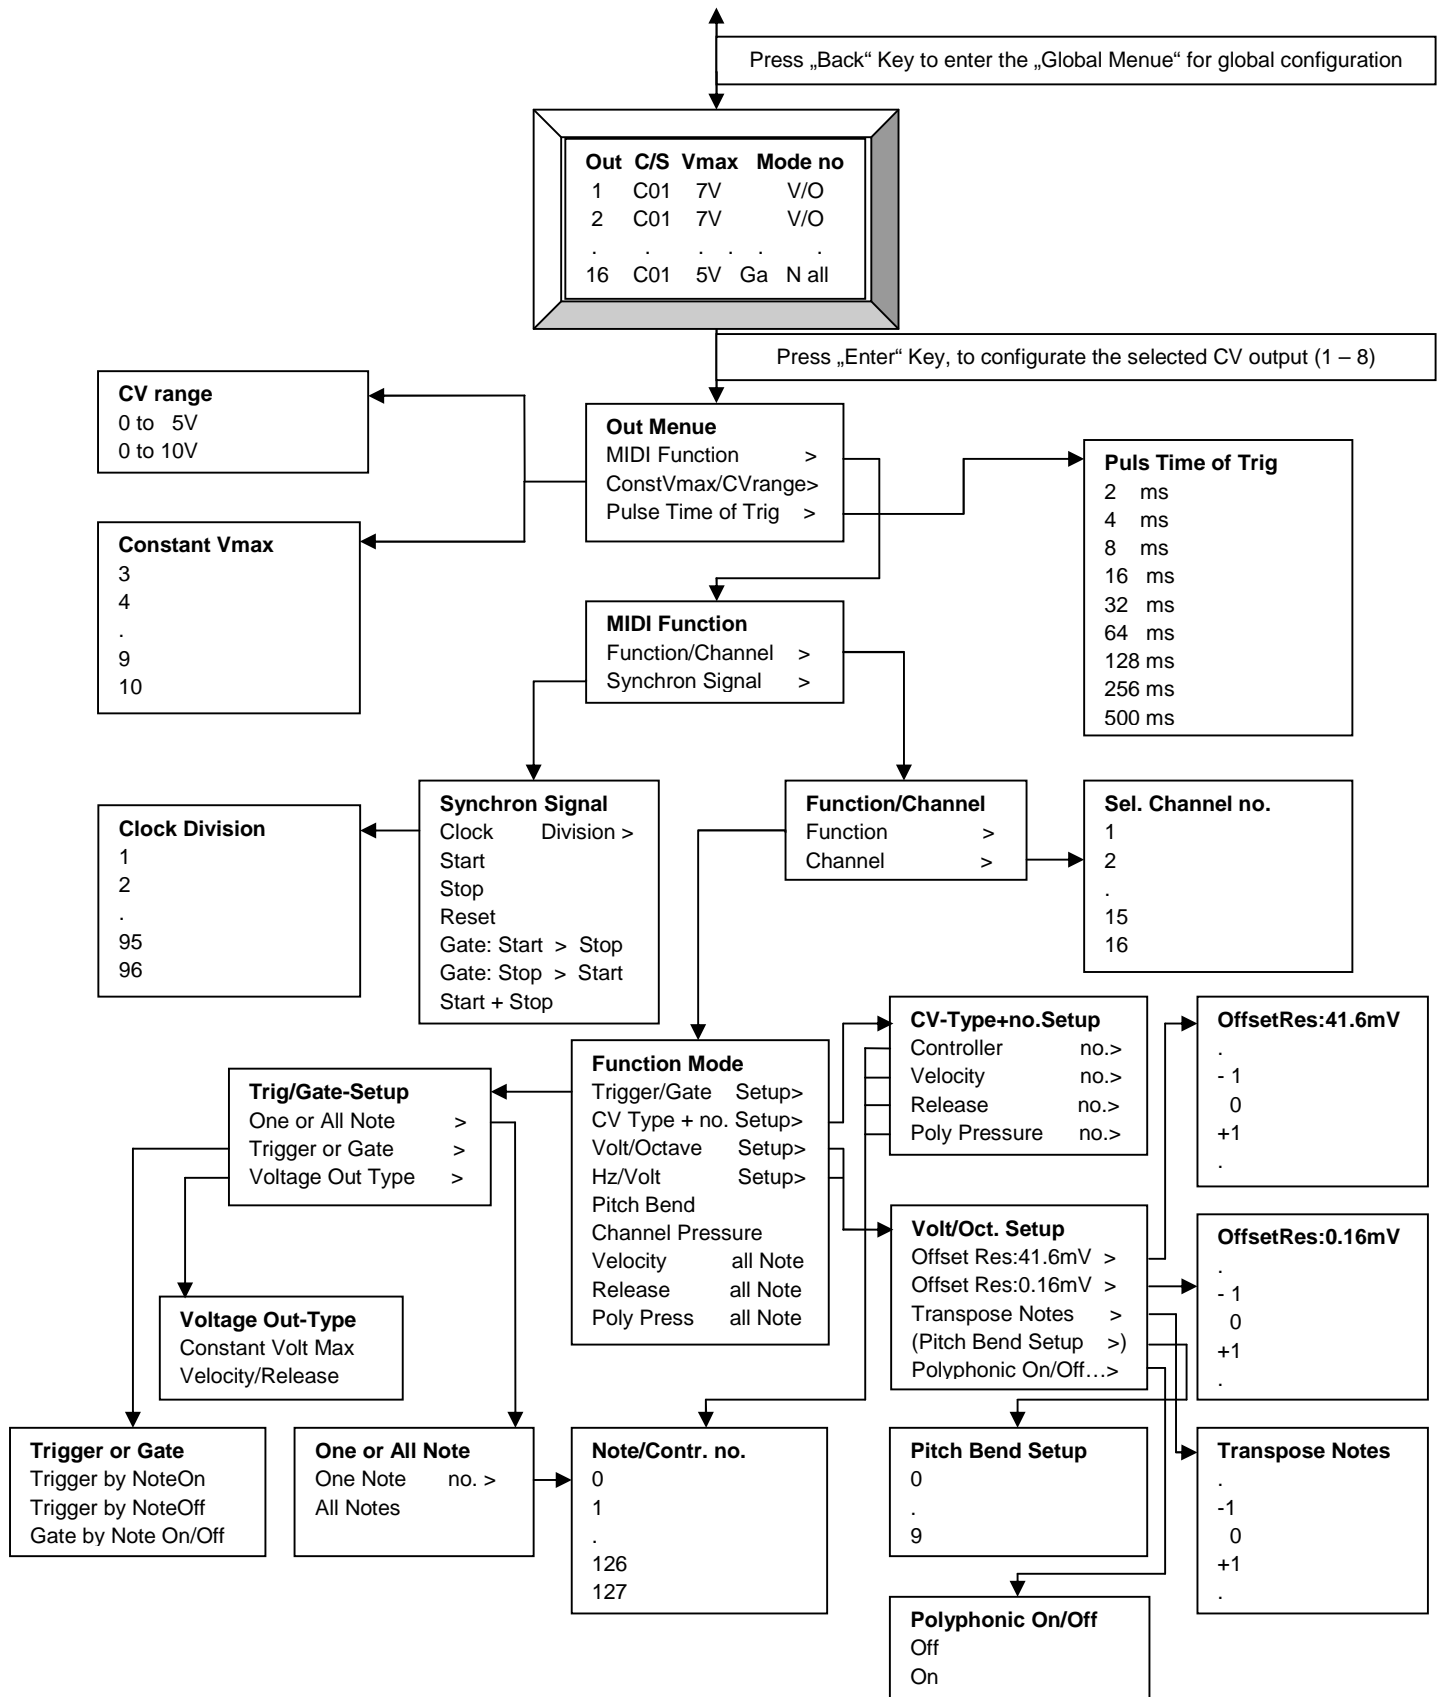 Press „Back“ Key to enter the „Global Menue“ for global configuration
Out C/S Vmax Mode no
1 C01 7V V/O
2 C01 7V V/O
. . . . . .
16 C01 5V Ga N all
Press „Enter“ Key, to configurate the selected CV output (1 – 8)
CV range
0 to 5V
0 to 10V
Out Menue
MIDI Function >
ConstVmax/CVrange>
Pulse Time of Trig >
Puls Time of Trig
2 ms
4 ms
8 ms
16 ms
32 ms
64 ms
128 ms
256 ms
500 ms
Constant Vmax
3
4
.
9
10
MIDI Function
Function/Channel >
Synchron Signal >
Clock Division
1
2
.
95
96
Synchron Signal
Clock Division >
Start
Stop
Reset
Gate: Start > Stop
Gate: Stop > Start
Start + Stop
Function/Channel
Function >
Channel >
Sel. Channel no.
1
2
.
15
16
Trig/Gate-Setup
One or All Note >
Trigger or Gate >
Voltage Out Type >
Function Mode
Trigger/Gate Setup>
CV Type + no. Setup>
Volt/Octave Setup>
Hz/Volt Setup>
Pitch Bend
Channel Pressure
Velocity all Note
Release all Note
Poly Press all Note
CV-Type+no.Setup
Controller no.>
Velocity no.>
Release no.>
Poly Pressure no.>
OffsetRes:41.6mV
.
- 1
0
+1
.
Volt/Oct. Setup
Offset Res:41.6mV >
Offset Res:0.16mV >
Transpose Notes >
(Pitch Bend Setup >)
Polyphonic On/Off…>
OffsetRes:0.16mV
.
- 1
0
+1
.
Voltage Out-Type
Constant Volt Max
Velocity/Release
Trigger or Gate
Trigger by NoteOn
Trigger by NoteOff
Gate by Note On/Off
One or All Note
One Note no. >
All Notes
Note/Contr. no.
0
1
.
126
127
Pitch Bend Setup
0
.
9
Transpose Notes
.
-1
0
+1
.
Polyphonic On/Off
Off
On